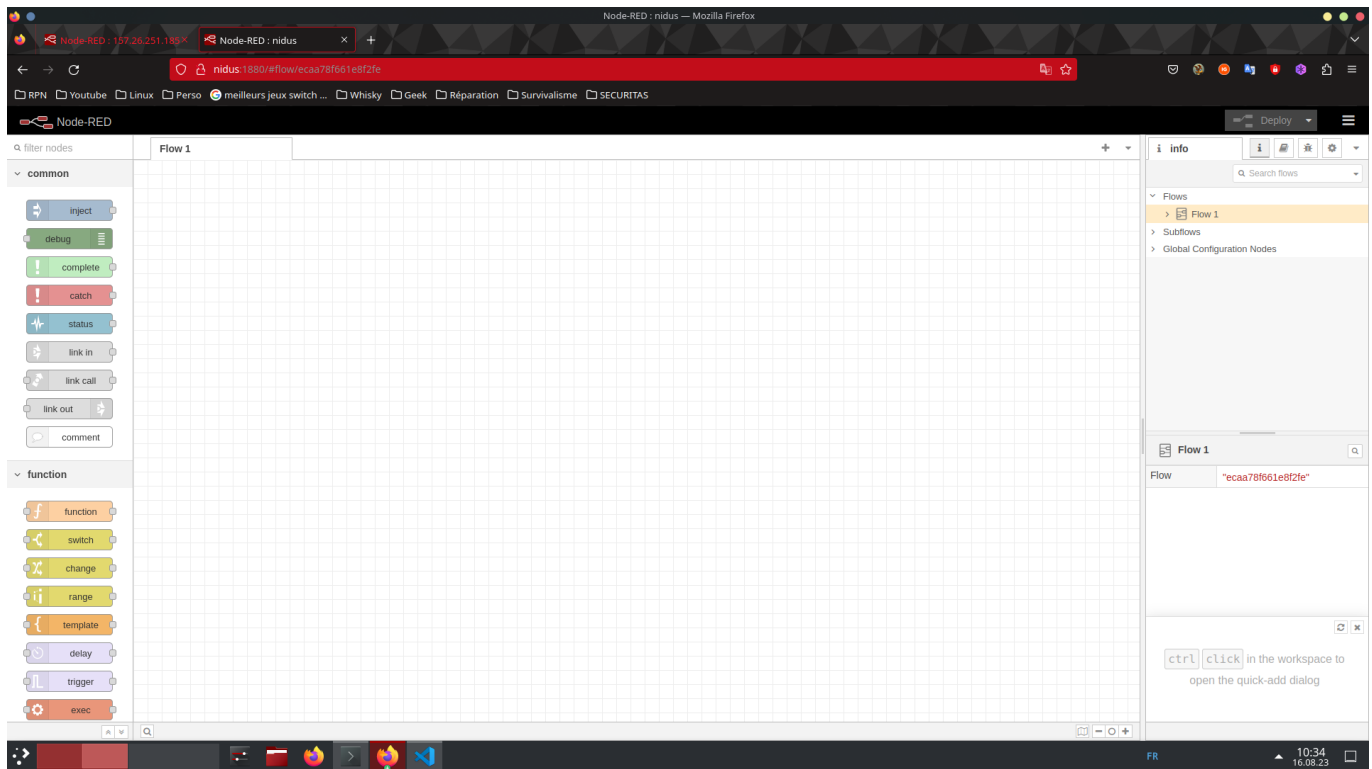 Node-RED : nidus — Mozilla Firefox
Node-RED : 157.26.251.185
Node-RED : nidus
nidus:1880/#flow/ecaa78f661e8f2fe
RPN Youtube Linux Perso meilleurs jeux switch ... Whisky Geek Réparation Survivalisme SECURITAS
Node-RED
Deploy
filter nodes
Flow 1
info
i
Search flows
common
inject
debug
complete
catch
status
link in
link call
link out
comment
function
function
switch
change
range
template
delay
trigger
exec
Flows
Flow 1
Subflows
Global Configuration Nodes
Flow 1
Flow "ecaa78f661e8f2fe"
ctrl click in the workspace to
open the quick-add dialog
FR
10:34
16.08.23